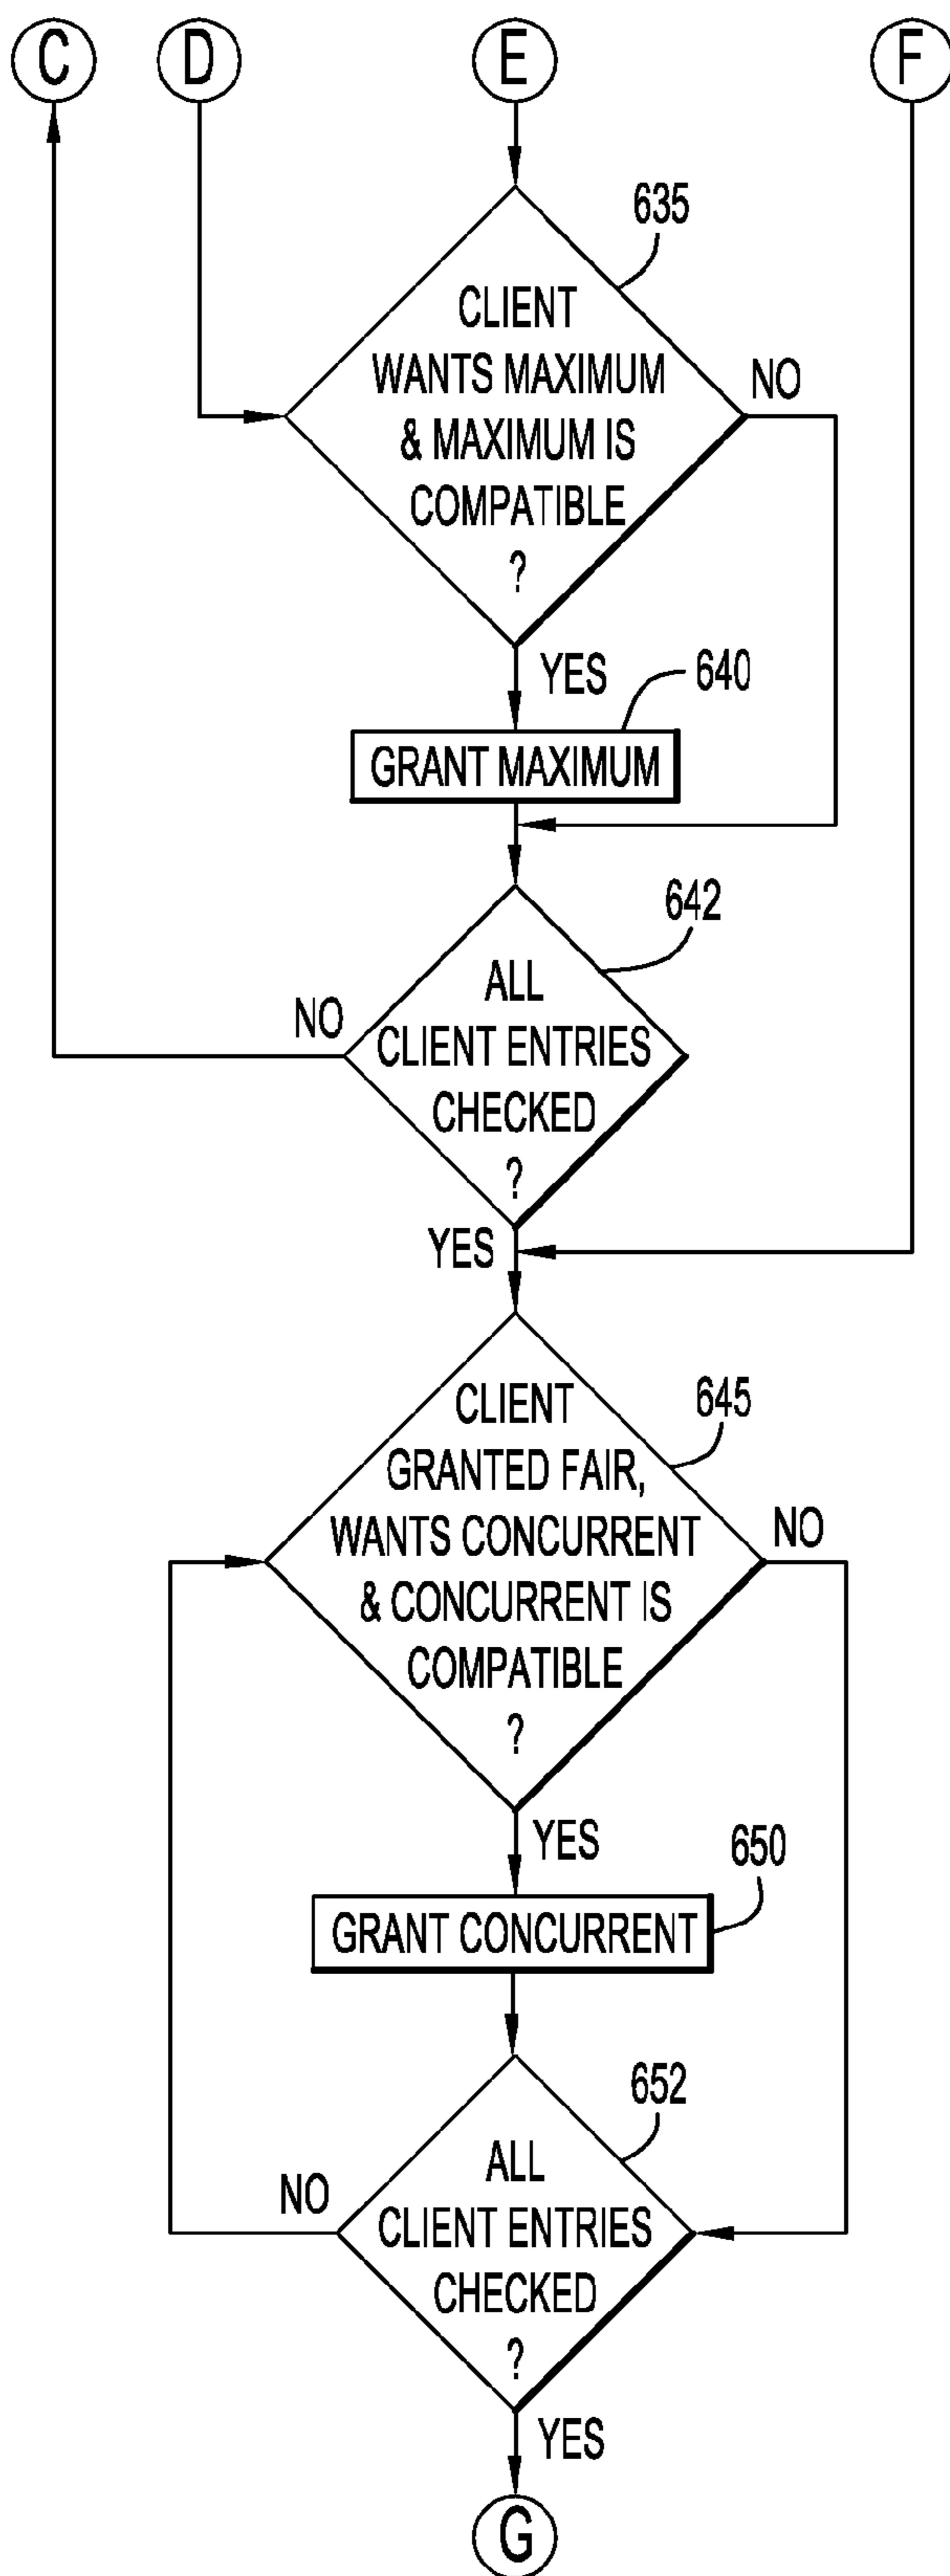 C
D
E
F
635
CLIENT
WANTS MAXIMUM
& MAXIMUM IS
COMPATIBLE
?
NO
YES
640
GRANT MAXIMUM
642
ALL
CLIENT ENTRIES
CHECKED
?
NO
YES
645
CLIENT
GRANTED FAIR,
WANTS CONCURRENT
& CONCURRENT IS
COMPATIBLE
?
NO
YES
650
GRANT CONCURRENT
652
ALL
CLIENT ENTRIES
CHECKED
?
NO
YES
G